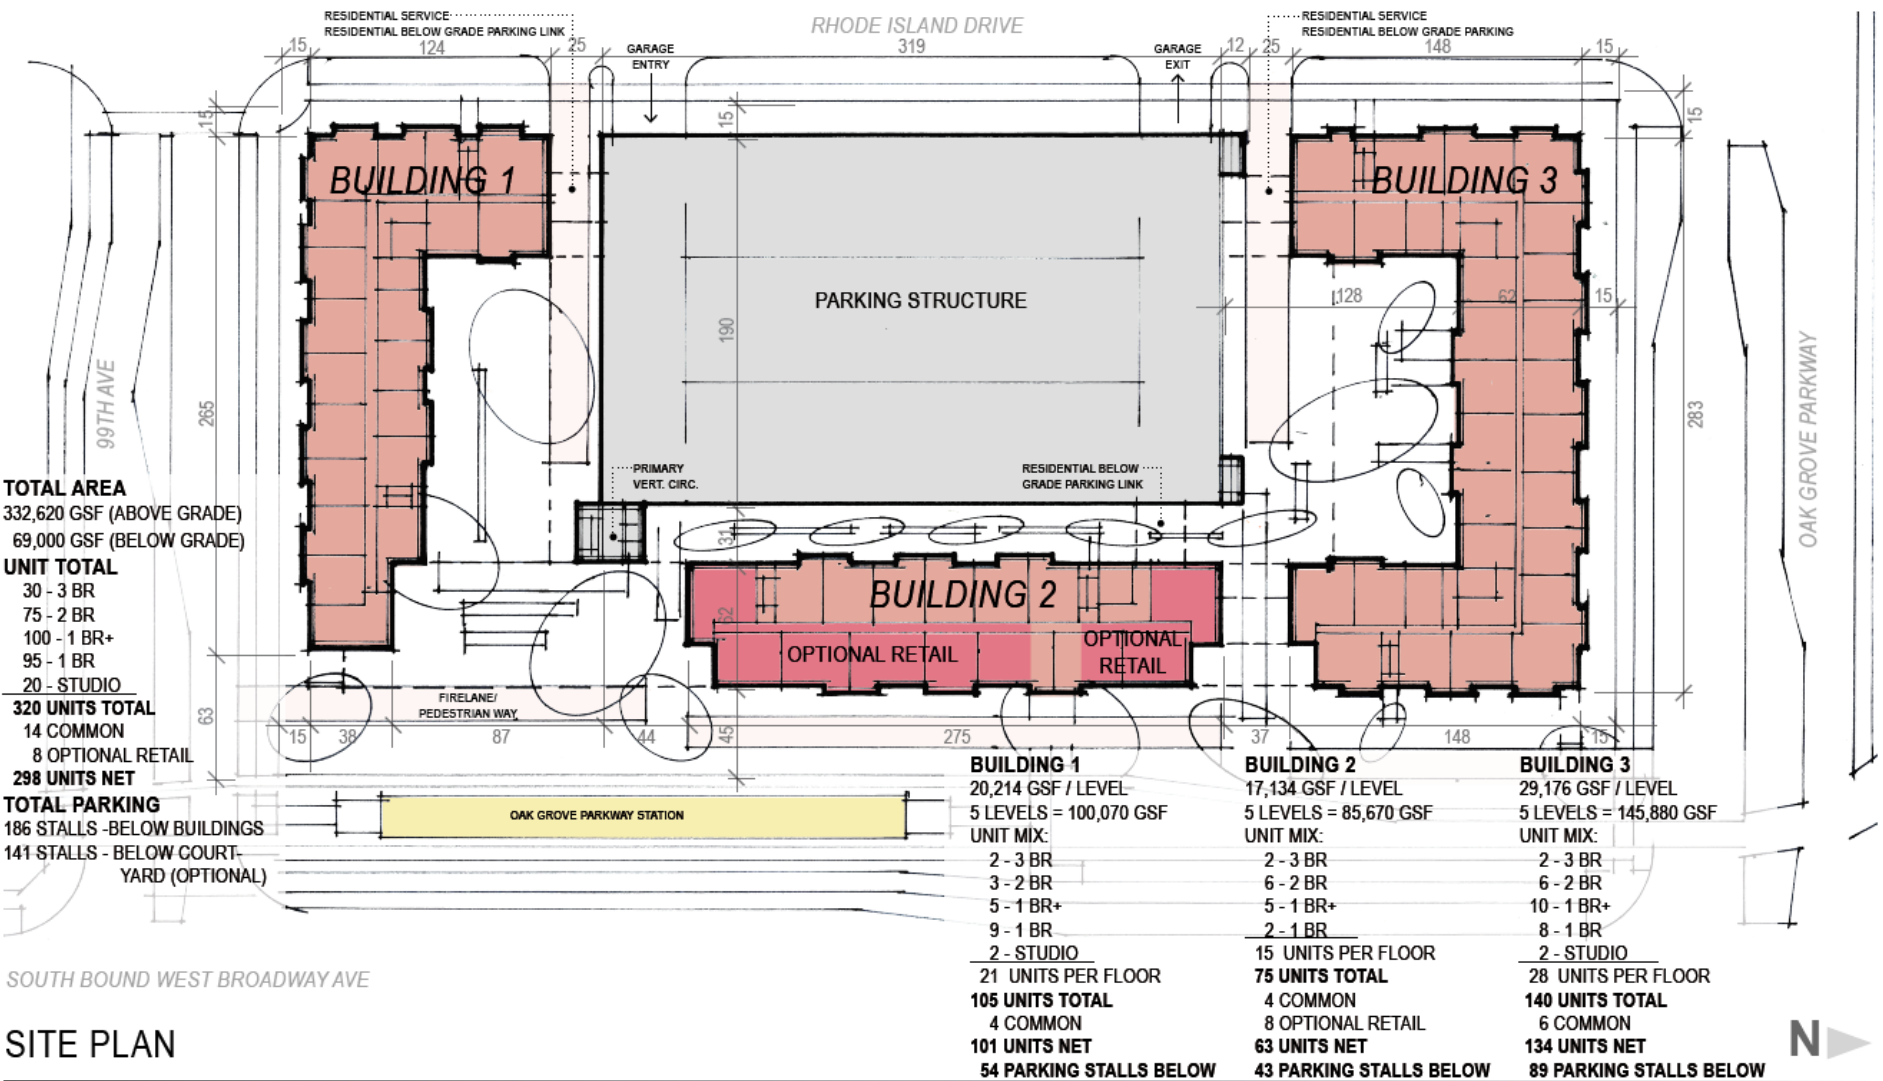 RESIDENTIAL SERVICE
RESIDENTIAL BELOW GRADE PARKING LINK
RHODE ISLAND DRIVE
RESIDENTIAL SERVICE
RESIDENTIAL BELOW GRADE PARKING
15
124
25
GARAGE
ENTRY
319
GARAGE
EXIT
12
25
148
15
15
15
15
BUILDING 1
BUILDING 3
PARKING STRUCTURE
190
128
62
15
99TH AVE
265
283
OAK GROVE PARKWAY
PRIMARY
VERT. CIRC.
RESIDENTIAL BELOW
GRADE PARKING LINK
31
BUILDING 2
62
OPTIONAL RETAIL
OPTIONAL
RETAIL
FIRELANE/
PEDESTRIAN WAY
63
15
38
87
44
45
275
37
148
15
OAK GROVE PARKWAY STATION
TOTAL AREA
332,620 GSF (ABOVE GRADE)
69,000 GSF (BELOW GRADE)
UNIT TOTAL
30 - 3 BR
75 - 2 BR
100 - 1 BR+
95 - 1 BR
20 - STUDIO
320 UNITS TOTAL
14 COMMON
8 OPTIONAL RETAIL
298 UNITS NET
TOTAL PARKING
186 STALLS -BELOW BUILDINGS
141 STALLS - BELOW COURT-
YARD (OPTIONAL)
BUILDING 1
20,214 GSF / LEVEL
5 LEVELS = 100,070 GSF
UNIT MIX:
2 - 3 BR
3 - 2 BR
5 - 1 BR+
9 - 1 BR
2 - STUDIO
21 UNITS PER FLOOR
105 UNITS TOTAL
4 COMMON
101 UNITS NET
54 PARKING STALLS BELOW
BUILDING 2
17,134 GSF / LEVEL
5 LEVELS = 85,670 GSF
UNIT MIX:
2 - 3 BR
6 - 2 BR
5 - 1 BR+
2 - 1 BR
15 UNITS PER FLOOR
75 UNITS TOTAL
4 COMMON
8 OPTIONAL RETAIL
63 UNITS NET
43 PARKING STALLS BELOW
BUILDING 3
29,176 GSF / LEVEL
5 LEVELS = 145,880 GSF
UNIT MIX:
2 - 3 BR
6 - 2 BR
10 - 1 BR+
8 - 1 BR
2 - STUDIO
28 UNITS PER FLOOR
140 UNITS TOTAL
6 COMMON
134 UNITS NET
89 PARKING STALLS BELOW
SOUTH BOUND WEST BROADWAY AVE
SITE PLAN
N